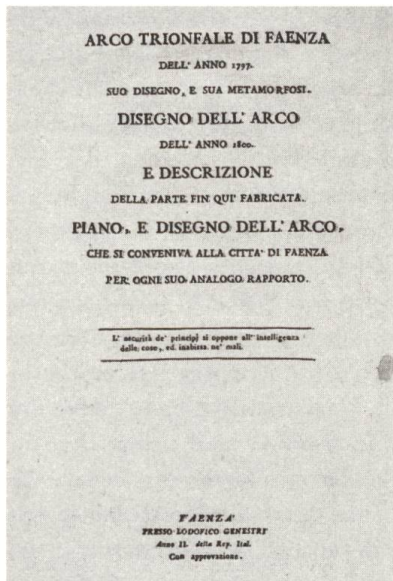 ARCO TRIONFALE DI FAENZA
DELL' ANNO 1797.
SUO DISEGNO, E SUA METAMORFOSI.
DISEGNO DELL' ARCO
DELL' ANNO 1800.
E DESCRIZIONE
DELLA PARTE FIN QUI' FABRICATA.
PIANO, E DISEGNO DELL' ARCO,
CHE SI CONVENIVA ALLA CITTA' DI FAENZA
PER OGNI SUO ANALOGO RAPPORTO.
L' oscurità de' principj si oppone all' intelligenza
delle cose, ed inabissa ne' mali.
FAENZA
PRESSO LODOFICO GENESTRI
Anno II. della Rep. Ital.
Con approvazione.